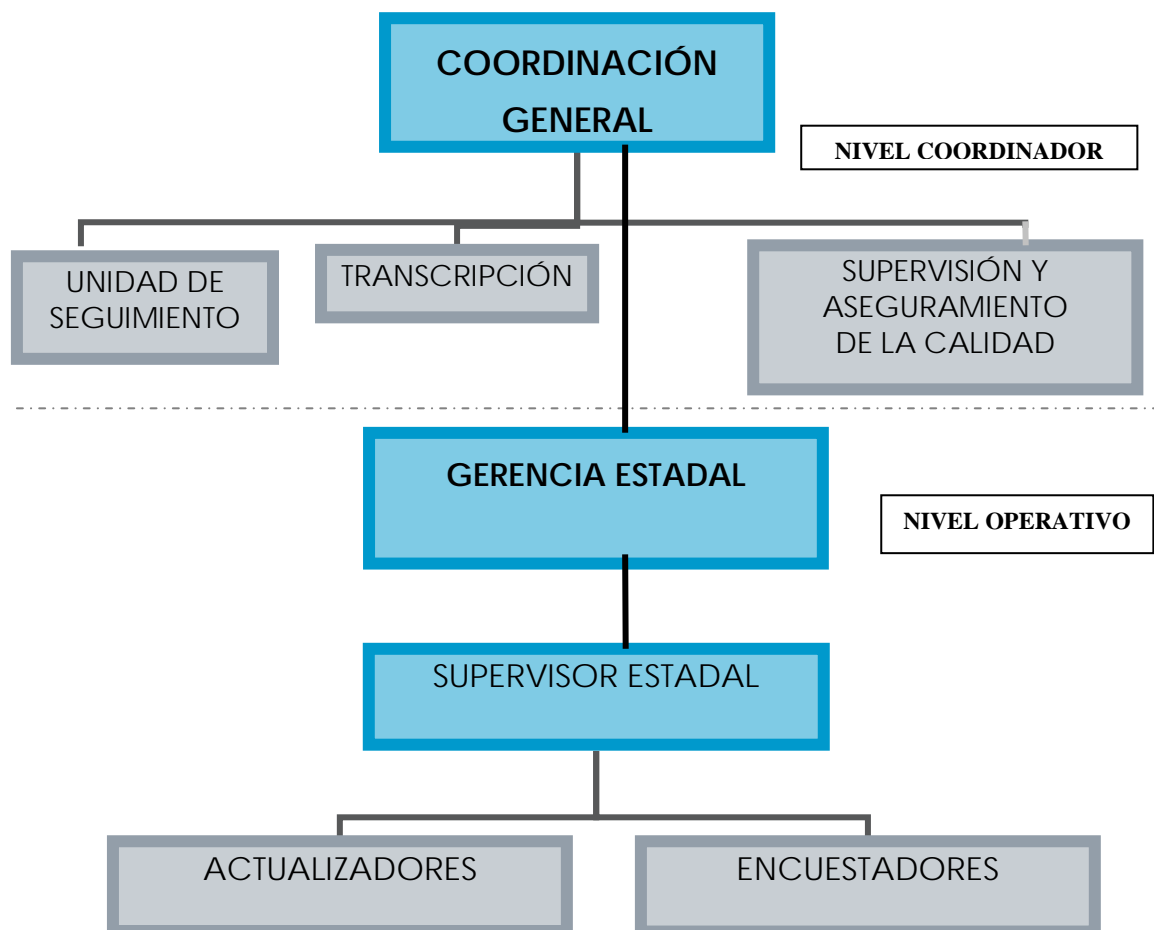 COORDINACIÓN
GENERAL
NIVEL COORDINADOR
UNIDAD DE
SEGUIMIENTO
TRANSCRIPCIÓN
SUPERVISIÓN Y
ASEGURAMIENTO
DE LA CALIDAD
GERENCIA ESTADAL
NIVEL OPERATIVO
SUPERVISOR ESTADAL
ACTUALIZADORES
ENCUESTADORES